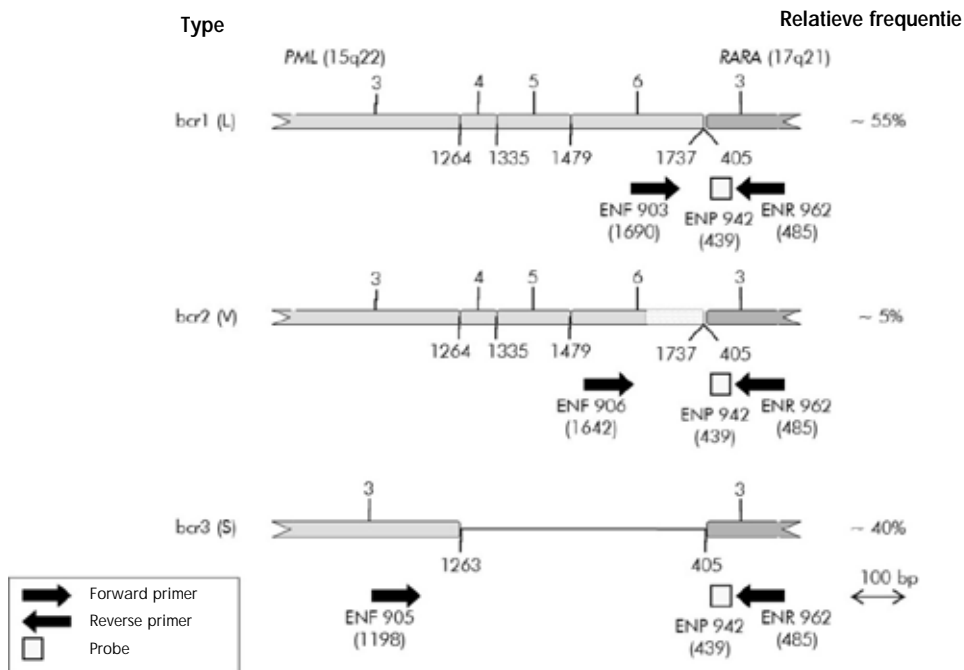 Type
Relatieve frequentie
PML (15q22)
RARA (17q21)
3 4 5 6 3
bcr1 (L)
~ 55%
1264 1335 1479 1737 405
ENF 903
(1690)
ENP 942
(439)
ENR 962
(485)
3 4 5 6 3
bcr2 (V)
~ 5%
1264 1335 1479 1737 405
ENF 906
(1642)
ENP 942
(439)
ENR 962
(485)
3 3
bcr3 (S)
~ 40%
1263 405
100 bp
ENF 905
(1198)
ENP 942
(439)
ENR 962
(485)
Forward primer
Reverse primer
Probe